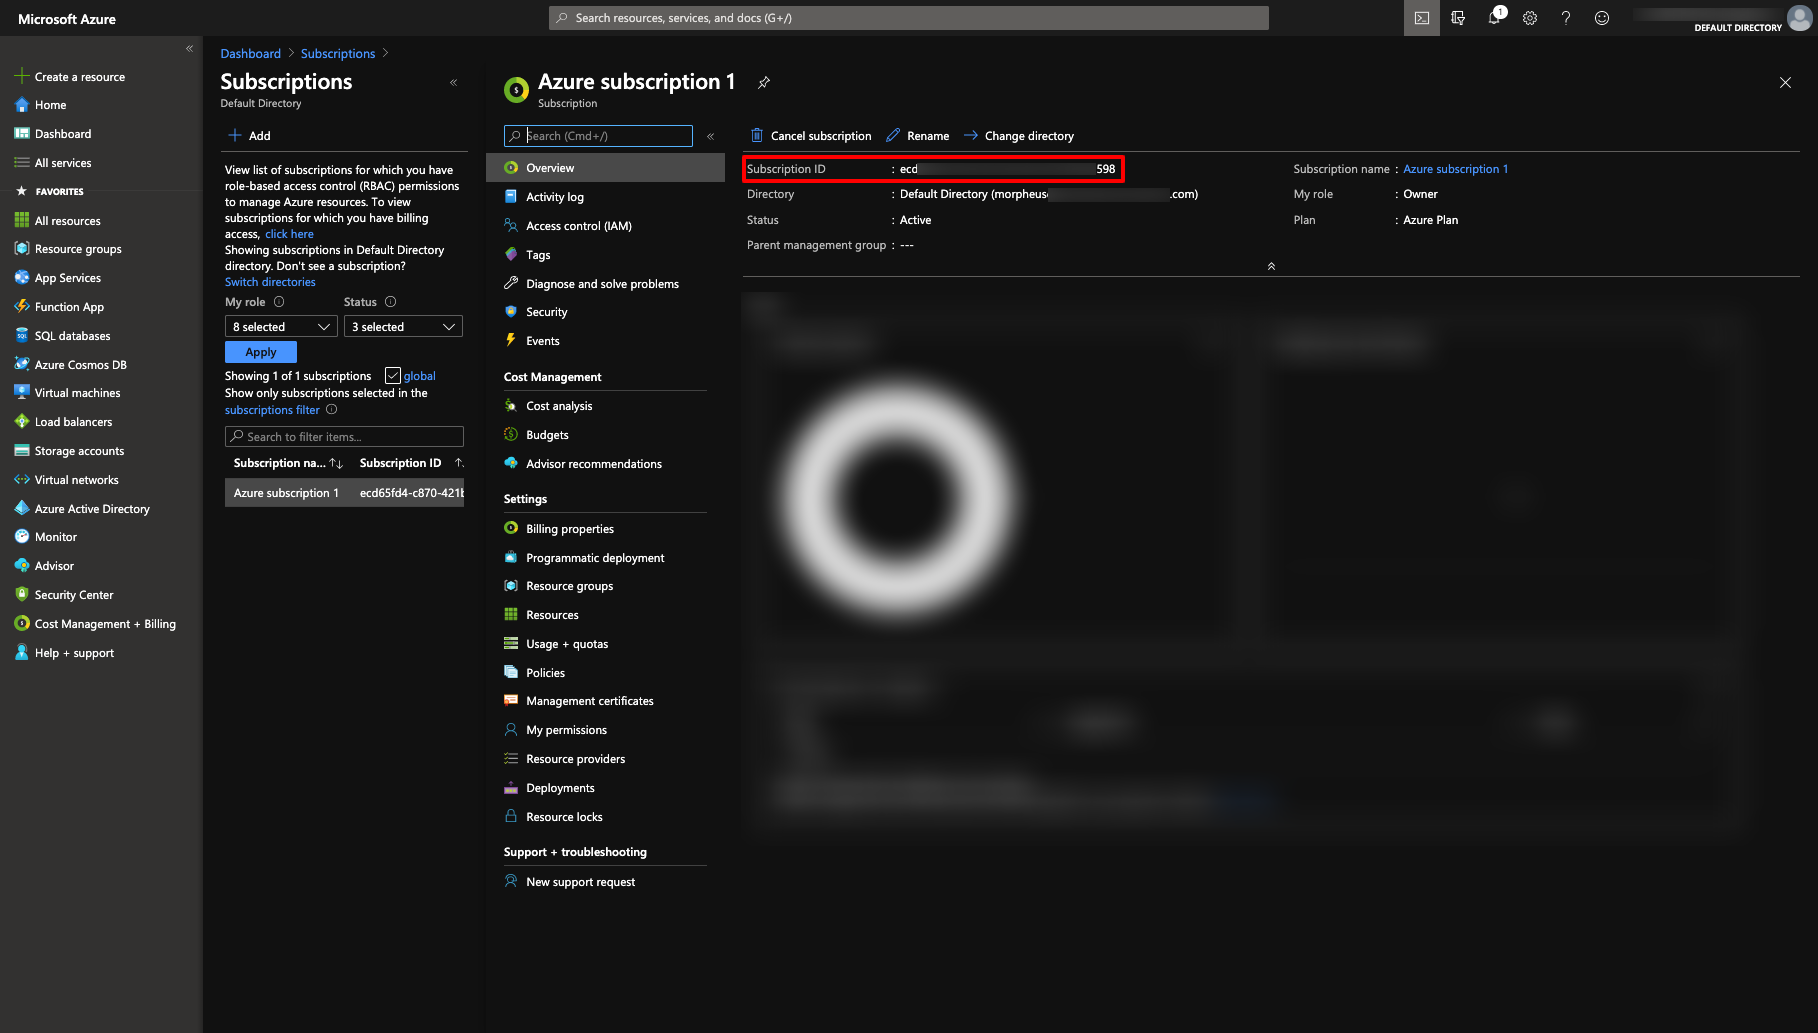 Microsoft Azure
Search resources, services, and docs (G+/)
1
DEFAULT DIRECTORY
Create a resource
Home
Dashboard
All services
FAVORITES
All resources
Resource groups
App Services
Function App
SQL databases
Azure Cosmos DB
Virtual machines
Load balancers
Storage accounts
Virtual networks
Azure Active Directory
Monitor
Advisor
Security Center
Cost Management + Billing
Help + support
Dashboard > Subscriptions >
Subscriptions
Default Directory
Add
View list of subscriptions for which you have
role-based access control (RBAC) permissions
to manage Azure resources. To view
subscriptions for which you have billing
access, click here
Showing subscriptions in Default Directory
directory. Don't see a subscription?
Switch directories
My role Status
8 selected 3 selected
Apply
Showing 1 of 1 subscriptions global
Show only subscriptions selected in the
subscriptions filter
Search to filter items...
Subscription na... Subscription ID
Azure subscription 1 ecd65fd4-c870-421b
Azure subscription 1
Subscription
Search (Cmd+/)
Overview
Activity log
Access control (IAM)
Tags
Diagnose and solve problems
Security
Events
Cost Management
Cost analysis
Budgets
Advisor recommendations
Settings
Billing properties
Programmatic deployment
Resource groups
Resources
Usage + quotas
Policies
Management certificates
My permissions
Resource providers
Deployments
Resource locks
Support + troubleshooting
New support request
Cancel subscription Rename Change directory
Subscription ID : ecd 598
Directory : Default Directory (morpheus .com)
Status : Active
Parent management group : ---
Subscription name : Azure subscription 1
My role : Owner
Plan : Azure Plan